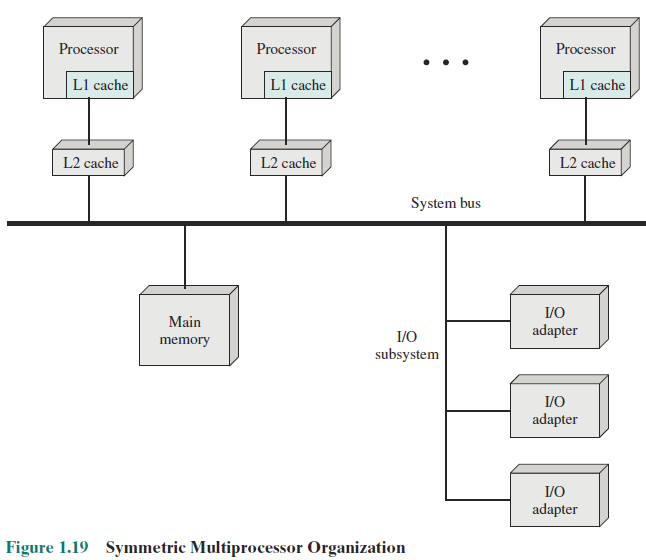 Processor
L1 cache
L2 cache
Processor
L1 cache
L2 cache
• • •
Processor
L1 cache
L2 cache
System bus
Main
memory
I/O
subsystem
I/O
adapter
I/O
adapter
I/O
adapter
Figure 1.19 Symmetric Multiprocessor Organization